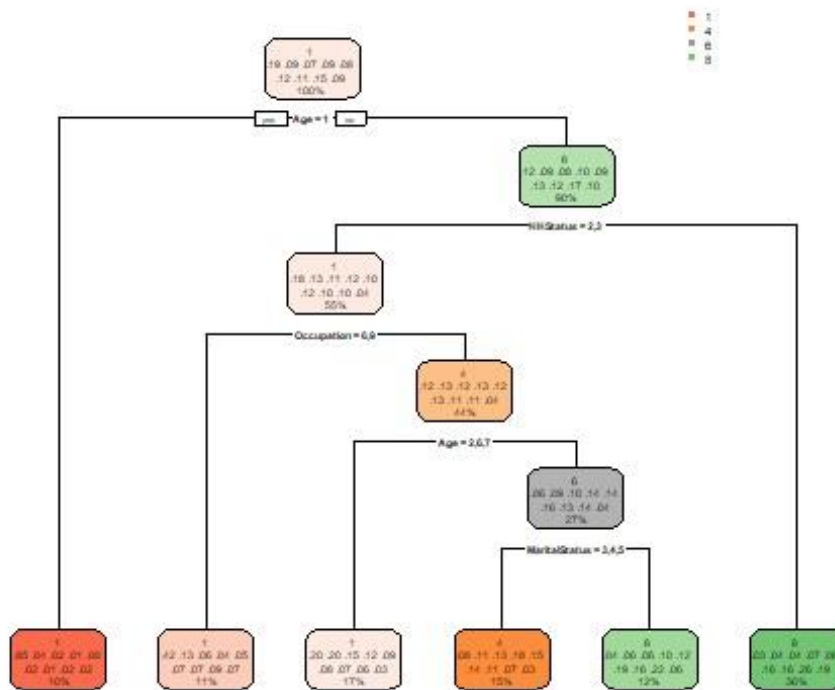 1
4
6
8
1
.19 .09 .07 .09 .08
.12 .11 .15 .09
100%
yes Age = 1 no
8
.12 .09 .08 .10 .09
.13 .12 .17 .10
90%
HHStatus = 2,3
1
.18 .13 .11 .12 .10
.12 .10 .10 .04
55%
Occupation = 6,9
4
.12 .13 .12 .13 .12
.13 .11 .11 .04
44%
Age = 2,6,7
6
.06 .09 .10 .14 .14
.16 .13 .14 .04
27%
MaritalStatus = 3,4,5
1
.85 .04 .02 .01 .00
.02 .01 .02 .02
10%
1
.42 .13 .06 .04 .05
.07 .07 .09 .07
11%
1
.20 .20 .15 .12 .09
.08 .07 .06 .03
17%
4
.08 .11 .13 .18 .15
.14 .11 .07 .03
15%
8
.04 .06 .06 .10 .12
.19 .16 .22 .06
12%
8
.03 .04 .04 .07
.16 .16 .26 .19
36%